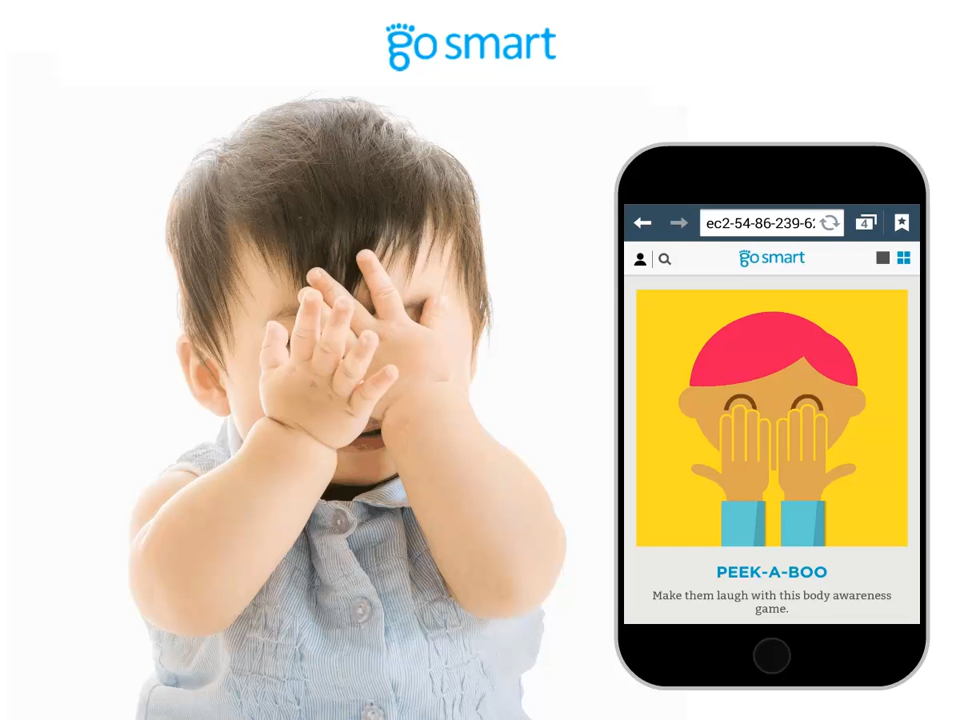 go smart
ec2-54-86-239-62
4
go smart
PEEK-A-BOO
Make them laugh with this body awareness
game.